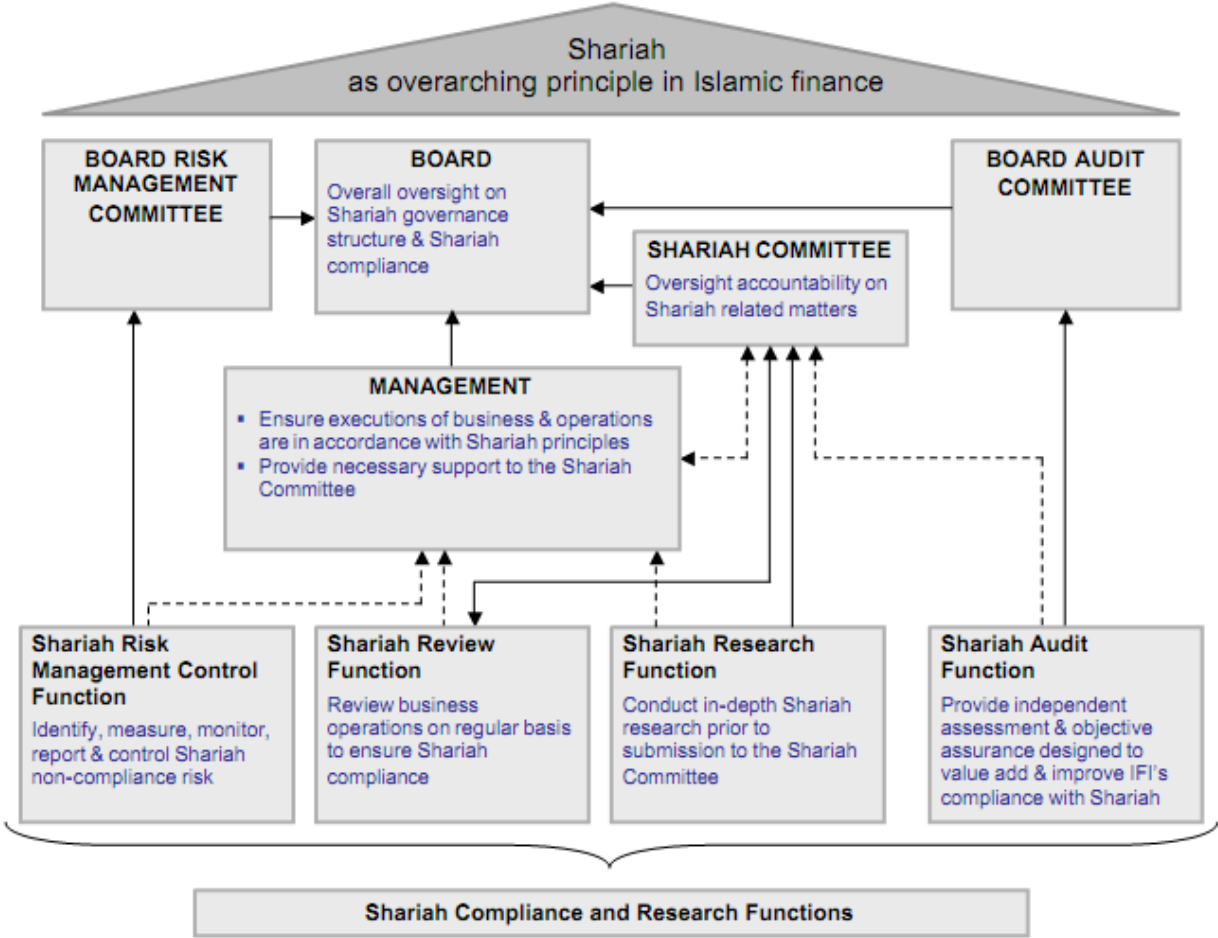 Shariah
as overarching principle in Islamic finance
BOARD RISK
MANAGEMENT
COMMITTEE
BOARD
Overall oversight on
Shariah governance
structure & Shariah
compliance
BOARD AUDIT
COMMITTEE
SHARIAH COMMITTEE
Oversight accountability on
Shariah related matters
MANAGEMENT
▪ Ensure executions of business & operations
are in accordance with Shariah principles
▪ Provide necessary support to the Shariah
Committee
Shariah Risk
Management Control
Function
Identify, measure, monitor,
report & control Shariah
non-compliance risk
Shariah Review
Function
Review business
operations on regular basis
to ensure Shariah
compliance
Shariah Research
Function
Conduct in-depth Shariah
research prior to
submission to the Shariah
Committee
Shariah Audit
Function
Provide independent
assessment & objective
assurance designed to
value add & improve IFI's
compliance with Shariah
Shariah Compliance and Research Functions